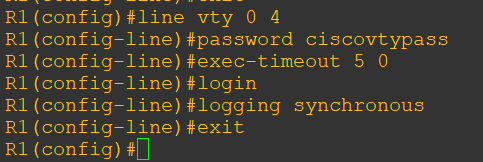 R1(config)#line vty 0 4
R1(config-line)#password ciscovtypass
R1(config-line)#exec-timeout 5 0
R1(config-line)#login
R1(config-line)#logging synchronous
R1(config-line)#exit
R1(config)#